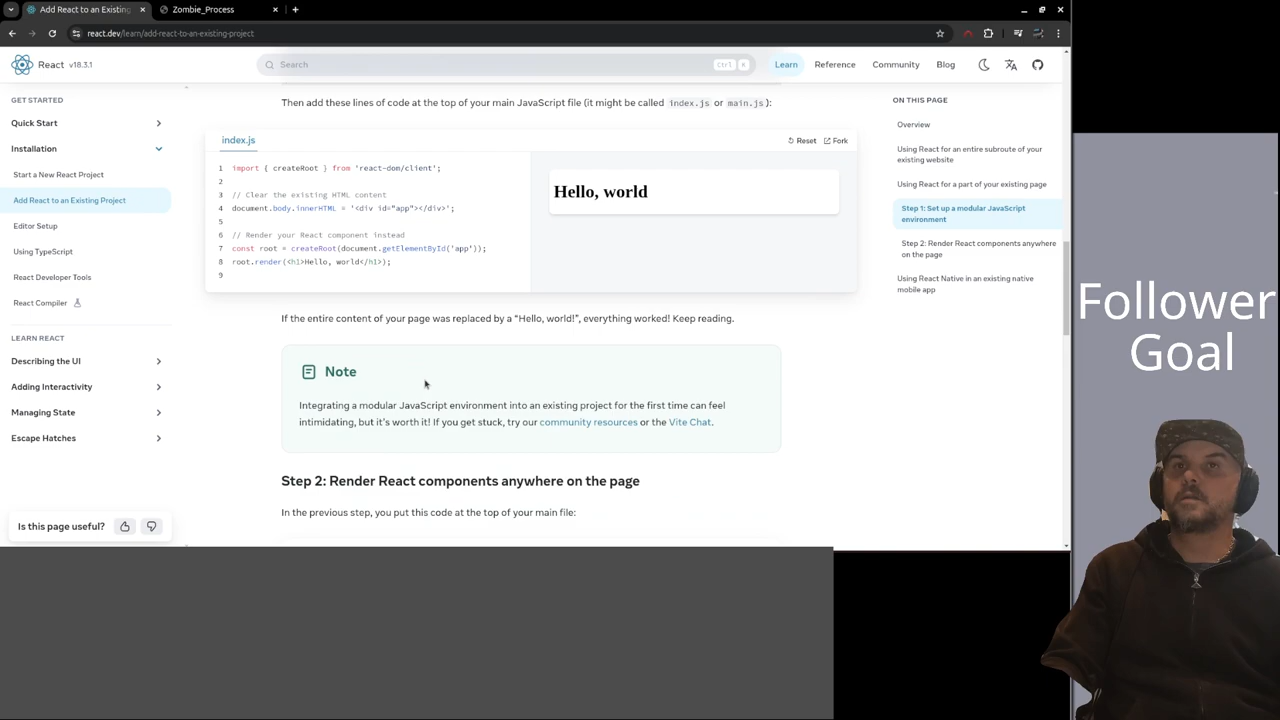 Add React to an Existing
Zombie_Process
react.dev/learn/add-react-to-an-existing-project
React v18.3.1
Search
Ctrl K
Learn
Reference
Community
Blog
GET STARTED
Quick Start
Installation
Start a New React Project
Add React to an Existing Project
Editor Setup
Using TypeScript
React Developer Tools
React Compiler
LEARN REACT
Describing the UI
Adding Interactivity
Managing State
Escape Hatches
Is this page useful?
Then add these lines of code at the top of your main JavaScript file (it might be called index.js or main.js):
index.js
Reset
Fork
1 import { createRoot } from 'react-dom/client';
2
3 // Clear the existing HTML content
4 document.body.innerHTML = '<div id="app"></div>';
5
6 // Render your React component instead
7 const root = createRoot(document.getElementById('app'));
8 root.render(<h1>Hello, world</h1>);
9
Hello, world
If the entire content of your page was replaced by a “Hello, world!”, everything worked! Keep reading.
Note
Integrating a modular JavaScript environment into an existing project for the first time can feel
intimidating, but it’s worth it! If you get stuck, try our community resources or the Vite Chat.
Step 2: Render React components anywhere on the page
In the previous step, you put this code at the top of your main file:
ON THIS PAGE
Overview
Using React for an entire subroute of your
existing website
Using React for a part of your existing page
Step 1: Set up a modular JavaScript
environment
Step 2: Render React components anywhere
on the page
Using React Native in an existing native
mobile app
Follower
Goal